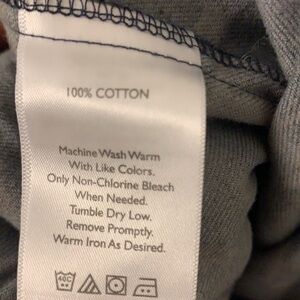 100% COTTON
Machine Wash Warm
With Like Colors.
Only Non-Chlorine Bleach
When Needed.
Tumble Dry Low.
Remove Promptly.
Warm Iron As Desired.
40C